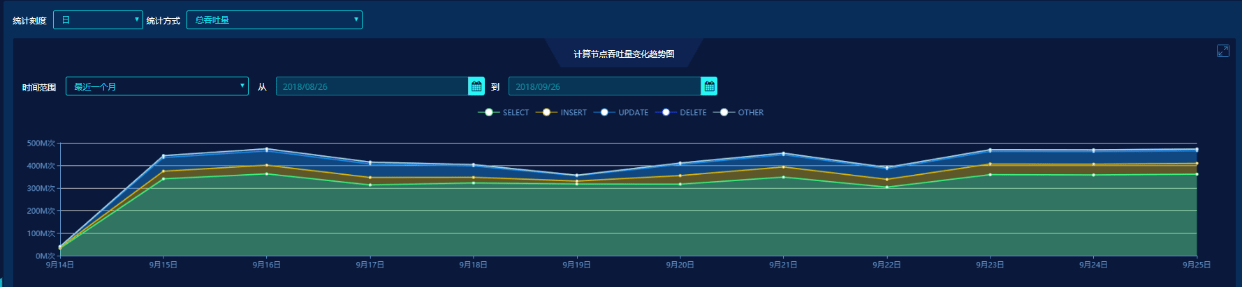 统计刻度 日 统计方式 总吞吐量
计算节点吞吐量变化趋势图
时间范围 最近一个月 从 2018/08/26 到 2018/09/26
SELECT INSERT UPDATE DELETE OTHER
500M次
400M次
300M次
200M次
100M次
0M次
9月14日 9月15日 9月16日 9月17日 9月18日 9月19日 9月20日 9月21日 9月22日 9月23日 9月24日 9月25日